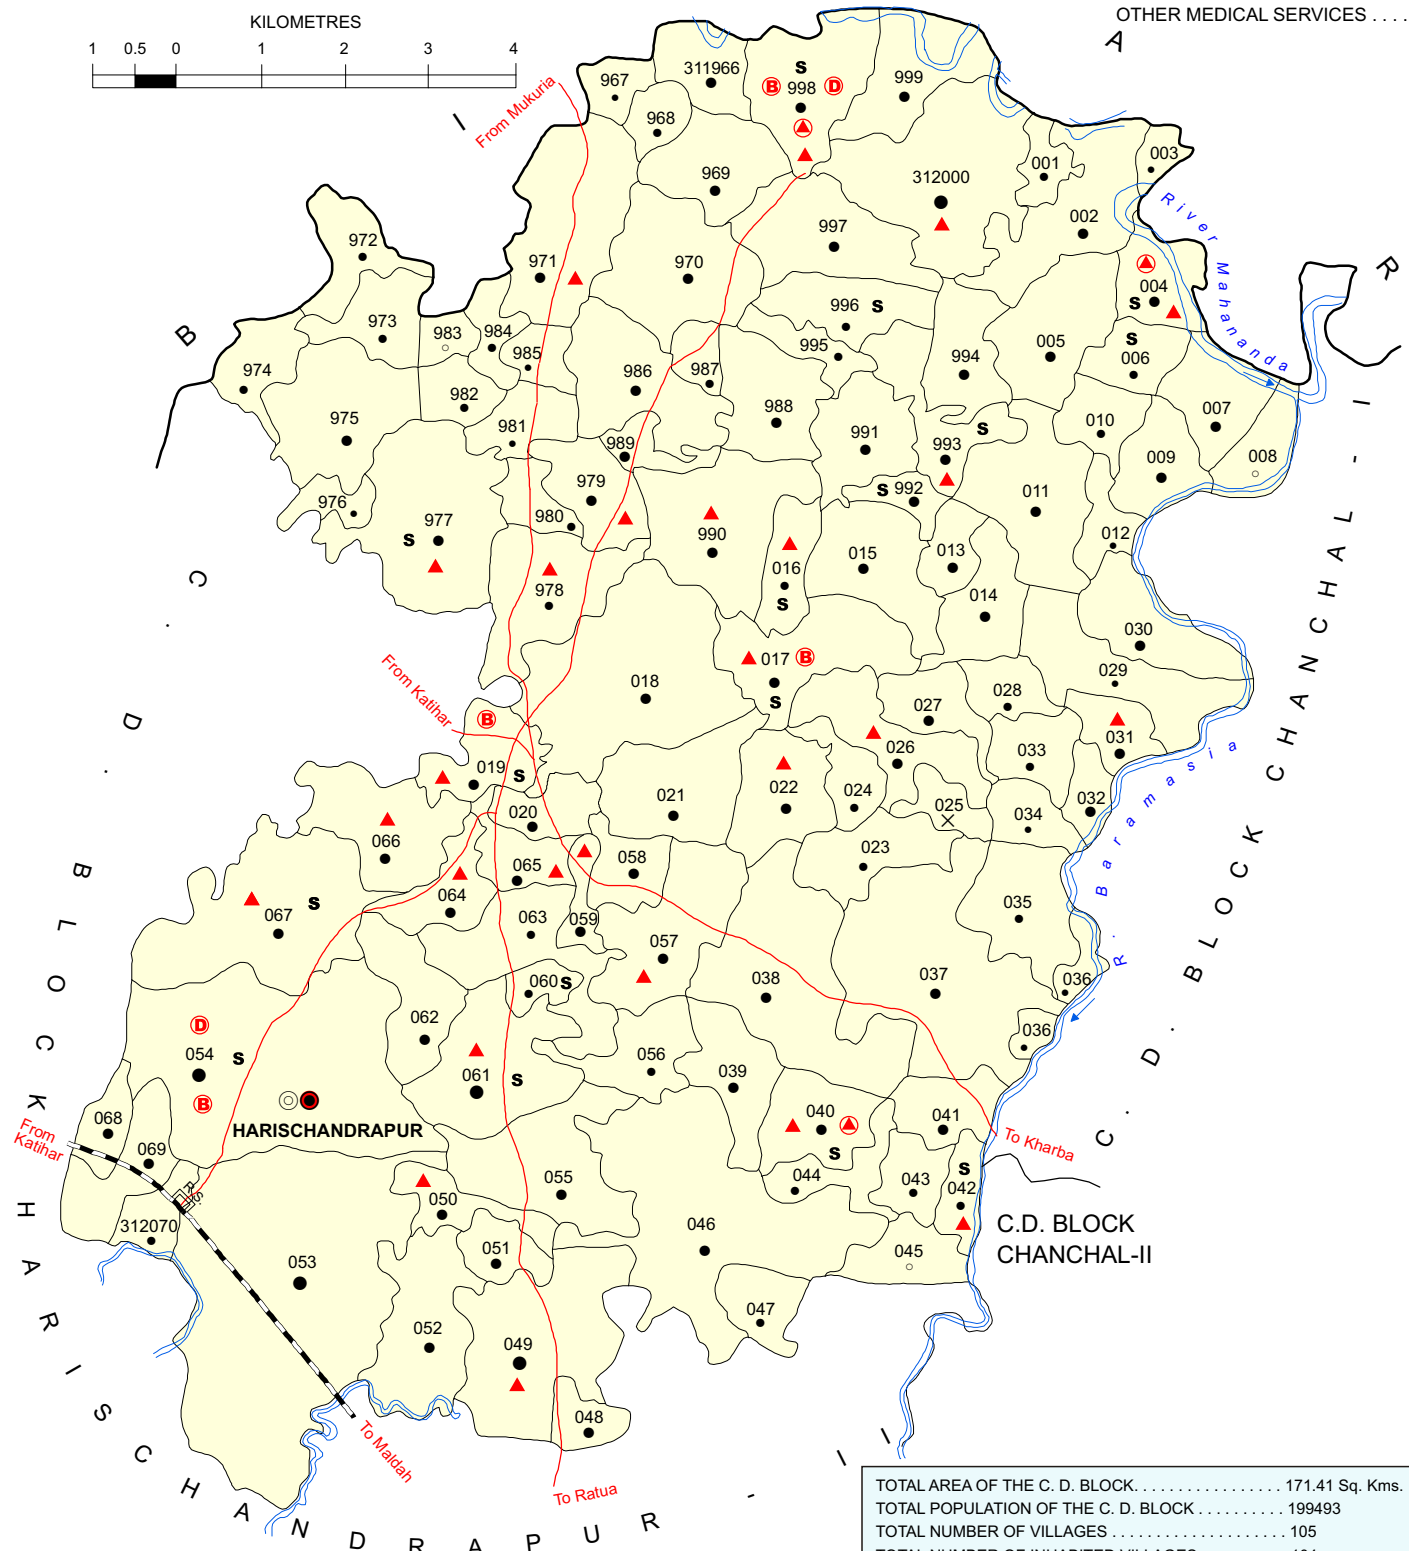 KILOMETRES
1 0.5 0 1 2 3 4
OTHER MEDICAL SERVICES . . . .
B I A R
From Mukuria
967
311966
S
998
B
D
999
968
969
312000
001
003
002
River Mahananda
972
971
970
997
004
S
973
983
984
985
996 S
995
005
S
006
974
982
986
987
994
975
981
988
991
S
993
010
007
009
008
989
976
977
S
979
980
990
S 992
011
012
978
016
S
015
013
014
030
From Katihar
018
017
B
S
029
028
027
031
B
019
S
026
033
R. Baramasia
020
021
022
024
025
034
032
066
065
058
023
067
S
064
063
059
057
035
060 S
038
037
036
036
D
054
S
B
062
061
S
056
039
040
S
041
HARISCHANDRAPUR
068
069
From
Katihar
R.S.
To Kharba
044
043
S
042
050
055
312070
046
051
045
053
C.D. BLOCK
CHANCHAL-II
047
052
049
048
To Maldah
To Ratua
C. D. BLOCK CHANCHAL-I
C. D. BLOCK HARISCHANDRAPUR - II
TOTAL AREA OF THE C. D. BLOCK. . . . . . . . . . . . . . . . . 171.41 Sq. Kms.
TOTAL POPULATION OF THE C. D. BLOCK . . . . . . . . . . 199493
TOTAL NUMBER OF VILLAGES . . . . . . . . . . . . . . . . . . . . 105